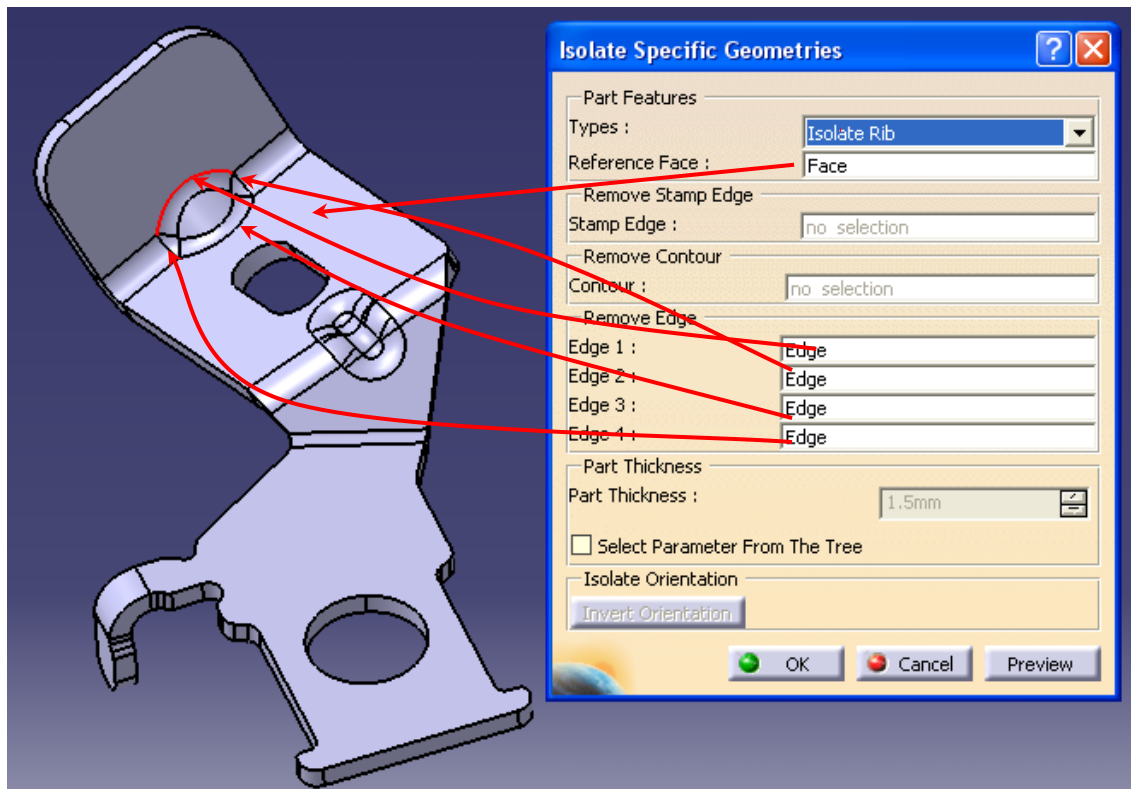 Isolate Specific Geometries
Part Features
Types : Isolate Rib
Reference Face : Face
Remove Stamp Edge
Stamp Edge : no selection
Remove Contour
Contour : no selection
Remove Edge
Edge 1 : Edge
Edge 2 : Edge
Edge 3 : Edge
Edge 4 : Edge
Part Thickness
Part Thickness : 1.5mm
Select Parameter From The Tree
Isolate Orientation
Invert Orientation
OK Cancel Preview